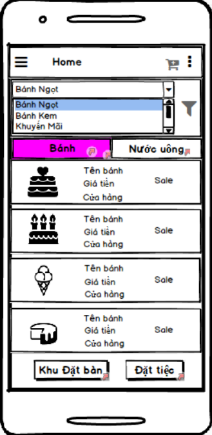 Home
Bánh Ngọt
Bánh Ngọt
Bánh Kem
Khuyến Mãi
Bánh
Nước uông
Tên bánh
Giá tiền
Sale
Cửa hàng
Tên bánh
Giá tiền
Sale
Cửa hàng
Tên bánh
Giá tiền
Sale
Cửa hàng
Tên bánh
Giá tiền
Sale
Cửa hàng
Khu Đặt bàn
Đặt tiệc